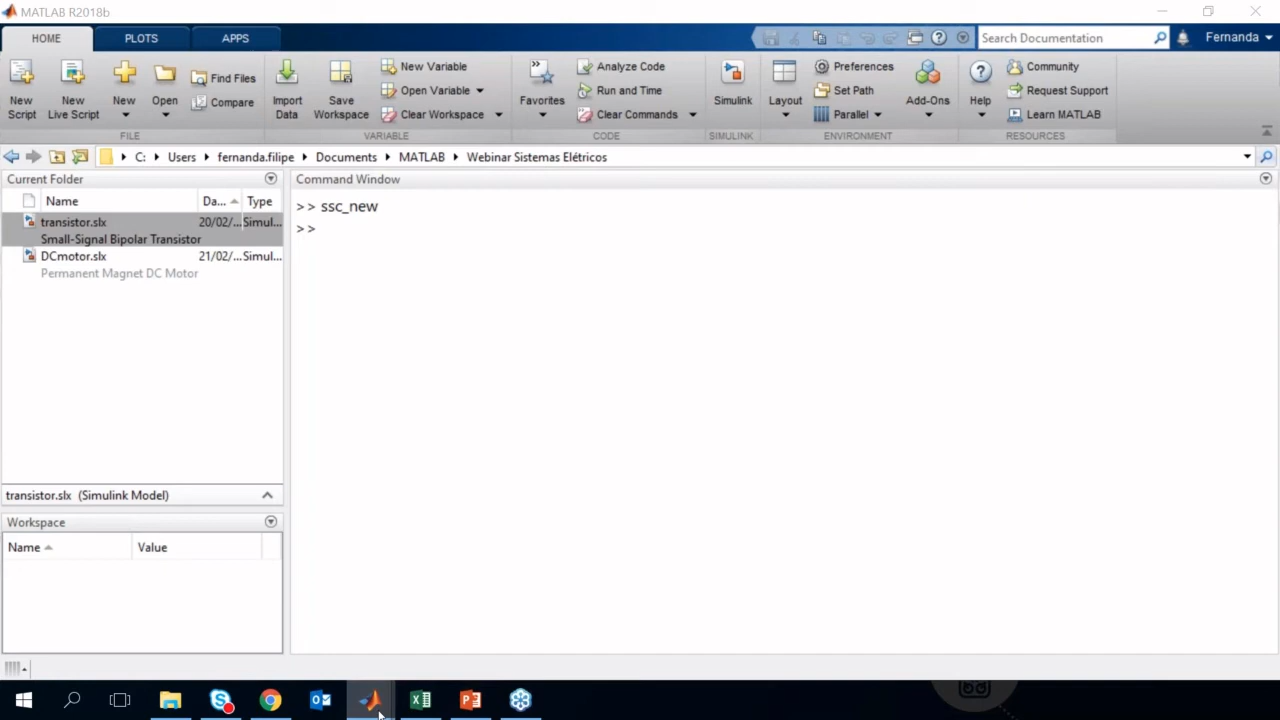 MATLAB R2018b
HOME PLOTS APPS
Search Documentation
Fernanda
New Script
New Live Script
New
Open
Find Files
Compare
Import Data
Save Workspace
New Variable
Open Variable
Clear Workspace
Favorites
Analyze Code
Run and Time
Clear Commands
Simulink
Layout
Preferences
Set Path
Parallel
Add-Ons
Help
Community
Request Support
Learn MATLAB
FILE VARIABLE CODE SIMULINK ENVIRONMENT RESOURCES
C: Users fernanda.filipe Documents MATLAB Webinar Sistemas Elétricos
Current Folder
Name Da... Type
transistor.slx 20/02/... Simul...
Small-Signal Bipolar Transistor
DCmotor.slx 21/02/... Simul...
Permanent Magnet DC Motor
transistor.slx (Simulink Model)
Workspace
Name Value
Command Window
>> ssc_new
>>